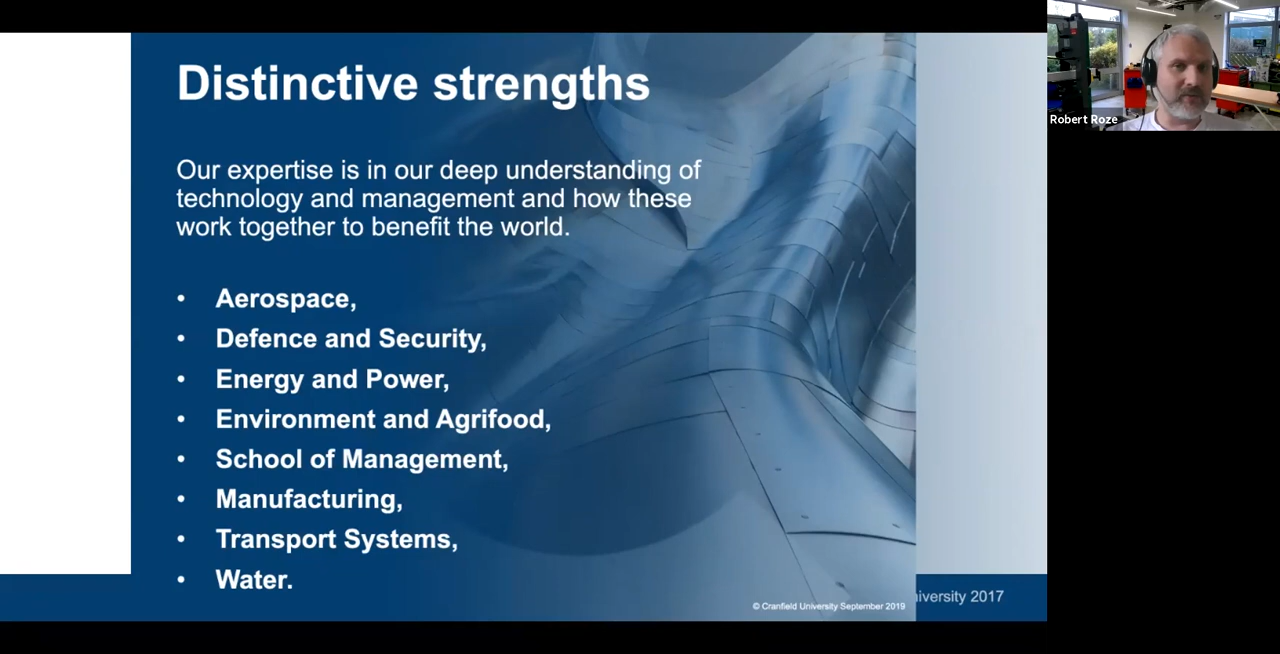 Distinctive strengths
Our expertise is in our deep understanding of
technology and management and how these
work together to benefit the world.
• Aerospace,
• Defence and Security,
• Energy and Power,
• Environment and Agrifood,
• School of Management,
• Manufacturing,
• Transport Systems,
• Water.
© Cranfield University September 2019
iversity 2017
Robert Roze